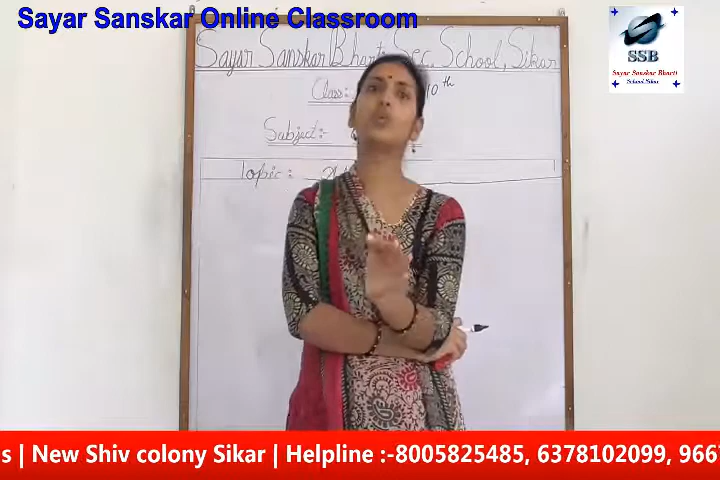 Sayar Sanskar Online Classroom
Sayar Sanskar Bharti Sec. School, Sikar
SSB
Sayar Sanskar Bharti
School Sikar
Class:-
10th
Subject:-
Topic:-
s | New Shiv colony Sikar | Helpline :-8005825485, 6378102099, 966